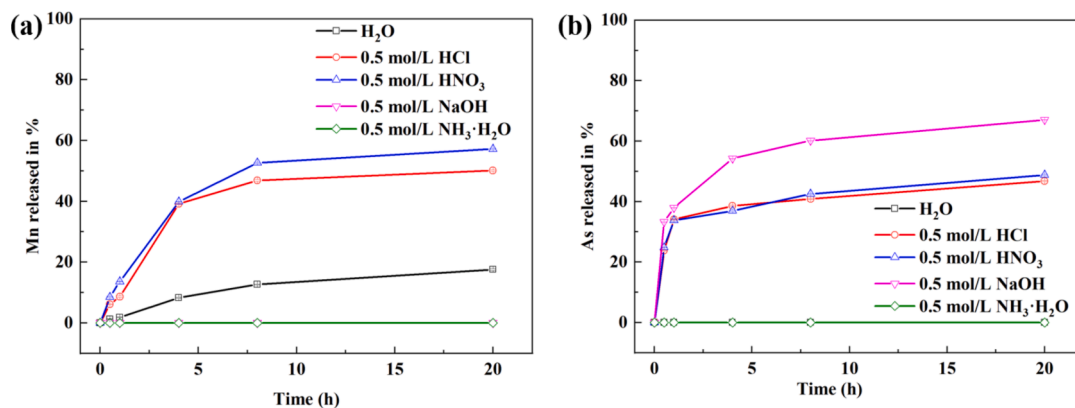 (a)
100
80
60
40
20
0
Mn released in %
H₂O
0.5 mol/L HCl
0.5 mol/L HNO₃
0.5 mol/L NaOH
0.5 mol/L NH₃·H₂O
0 5 10 15 20
Time (h)
(b)
100
80
60
40
20
0
As released in %
H₂O
0.5 mol/L HCl
0.5 mol/L HNO₃
0.5 mol/L NaOH
0.5 mol/L NH₃·H₂O
0 5 10 15 20
Time (h)